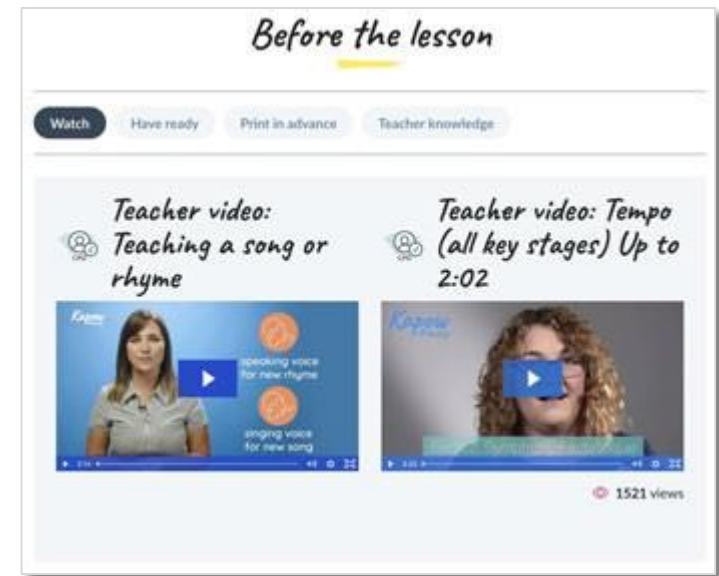 Before the lesson
Watch
Have ready
Print in advance
Teacher knowledge
Teacher video:
Teaching a song or
rhyme
Teacher video: Tempo
(all key stages) Up to
2:02
Kapow
speaking voice
for new rhyme
singing voice
for new song
Kapow
1521 views